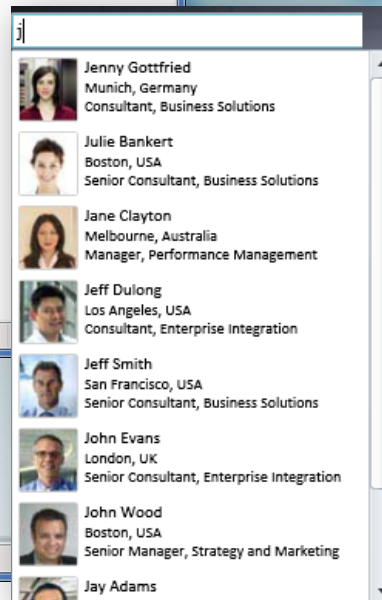 j
Jenny Gottfried
Munich, Germany
Consultant, Business Solutions
Julie Bankert
Boston, USA
Senior Consultant, Business Solutions
Jane Clayton
Melbourne, Australia
Manager, Performance Management
Jeff Dulong
Los Angeles, USA
Consultant, Enterprise Integration
Jeff Smith
San Francisco, USA
Senior Consultant, Business Solutions
John Evans
London, UK
Senior Consultant, Enterprise Integration
John Wood
Boston, USA
Senior Manager, Strategy and Marketing
Jay Adams